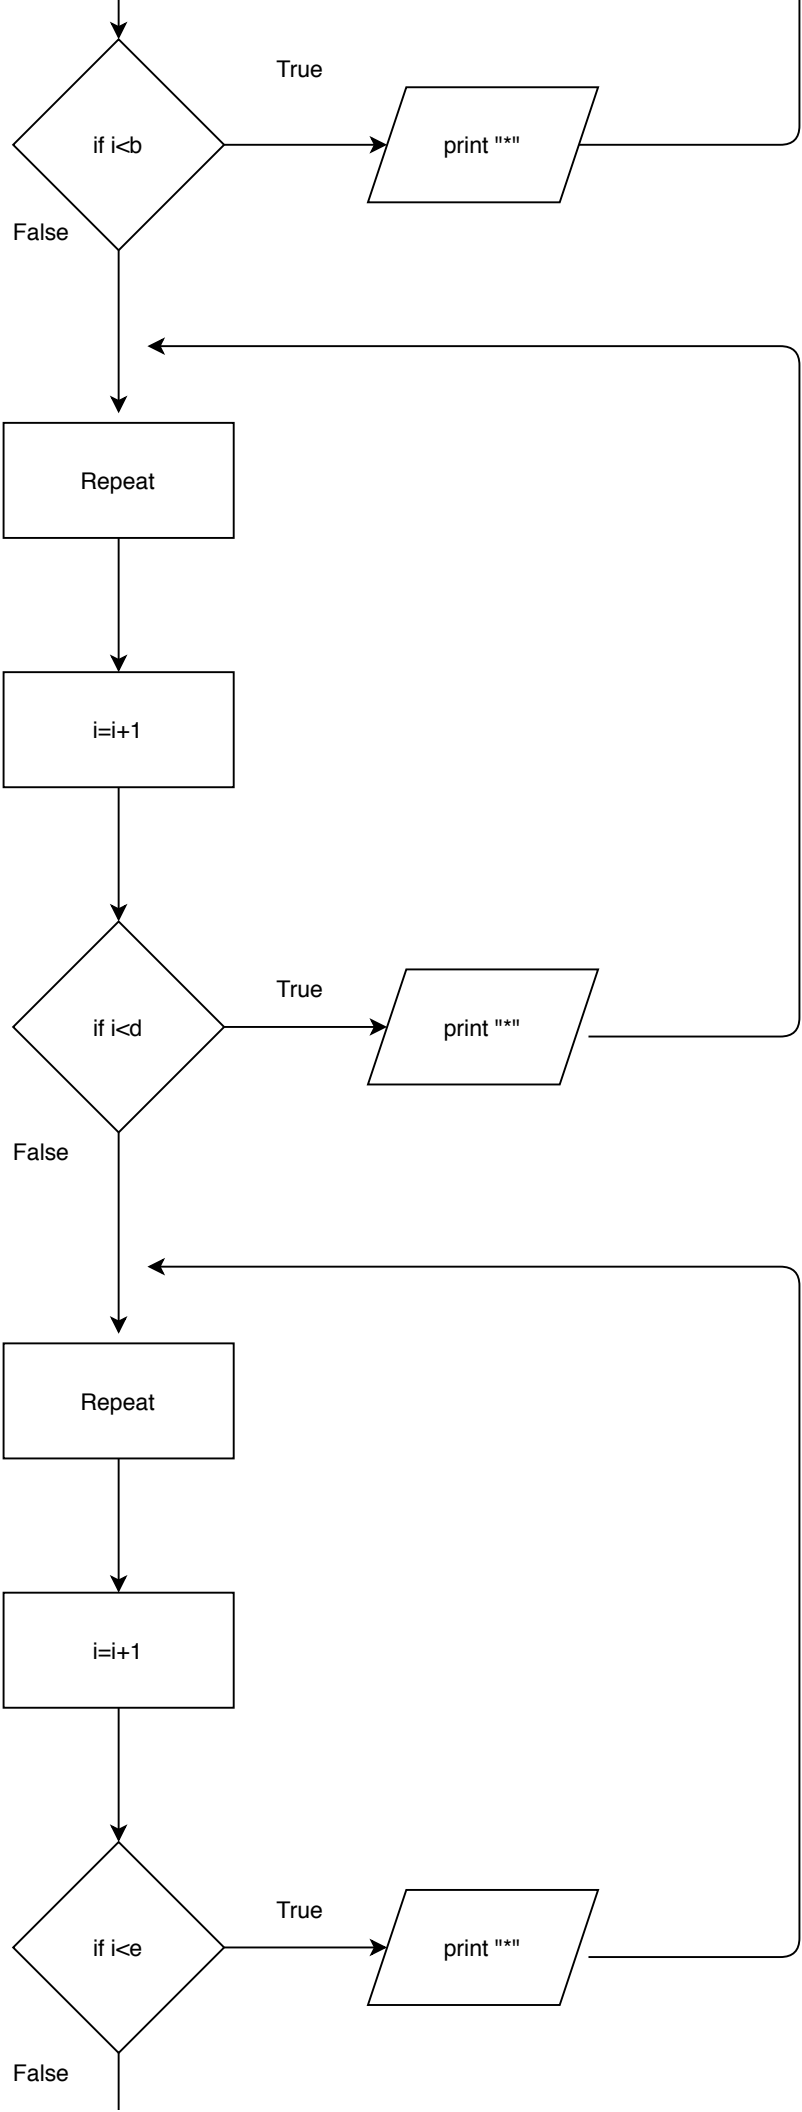 True
if i<b
print "*"
False
Repeat
i=i+1
True
if i<d
print "*"
False
Repeat
i=i+1
True
if i<e
print "*"
False